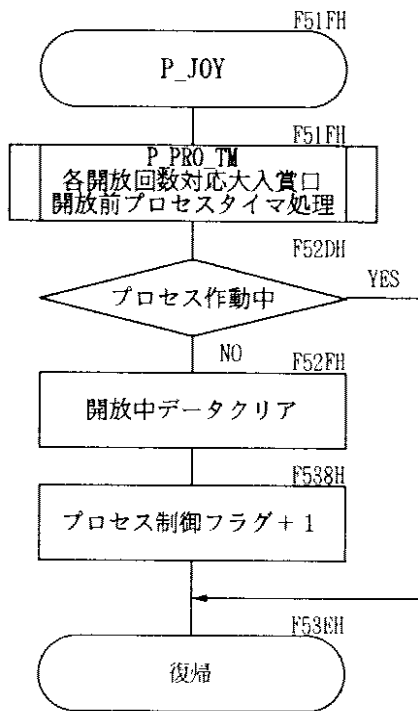 F51FH
P_JOY
F51FH
P_PRO_TM
各開放回数対応大入賞口
開放前プロセスタイマ処理
F52DH
プロセス作動中
YES
NO
F52FH
開放中データクリア
F538H
プロセス制御フラグ+1
F53EH
復帰